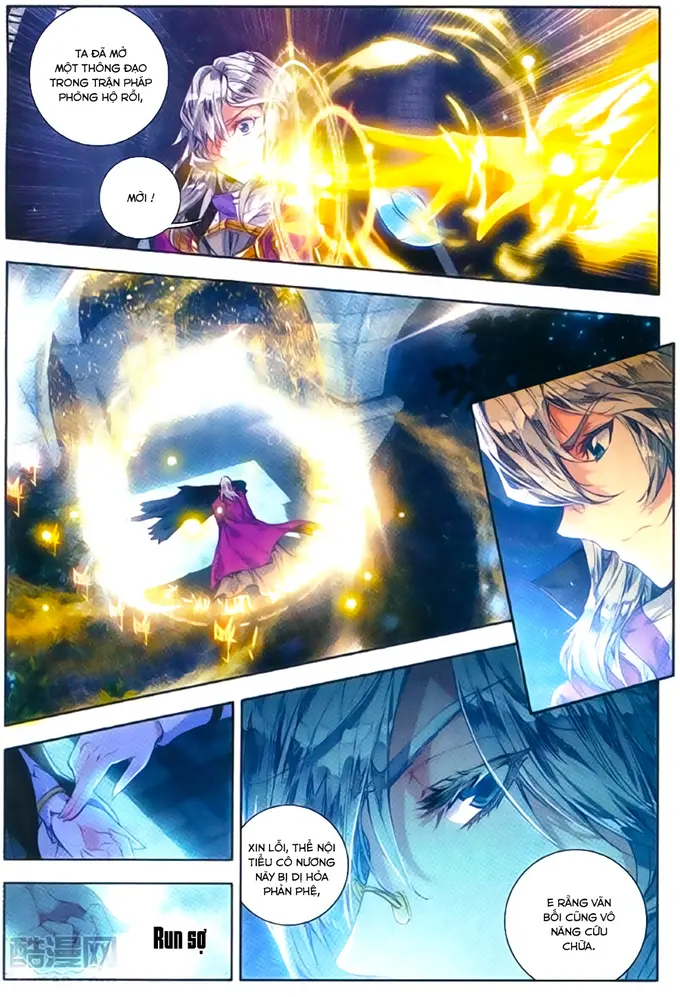 TA ĐÃ MỞ
MỘT THÔNG ĐẠO
TRONG TRẬN PHÁP
PHÒNG HỘ RỒI,
MỜI !
XIN LỖI, THỂ NỘI
TIỂU CÔ NƯƠNG
NÀY BỊ DỊ HỎA
PHẢN PHỆ,
E RẰNG VÃN
BỐI CŨNG VÔ
NĂNG CỨU
CHỮA.
Run sợ
酷漫网